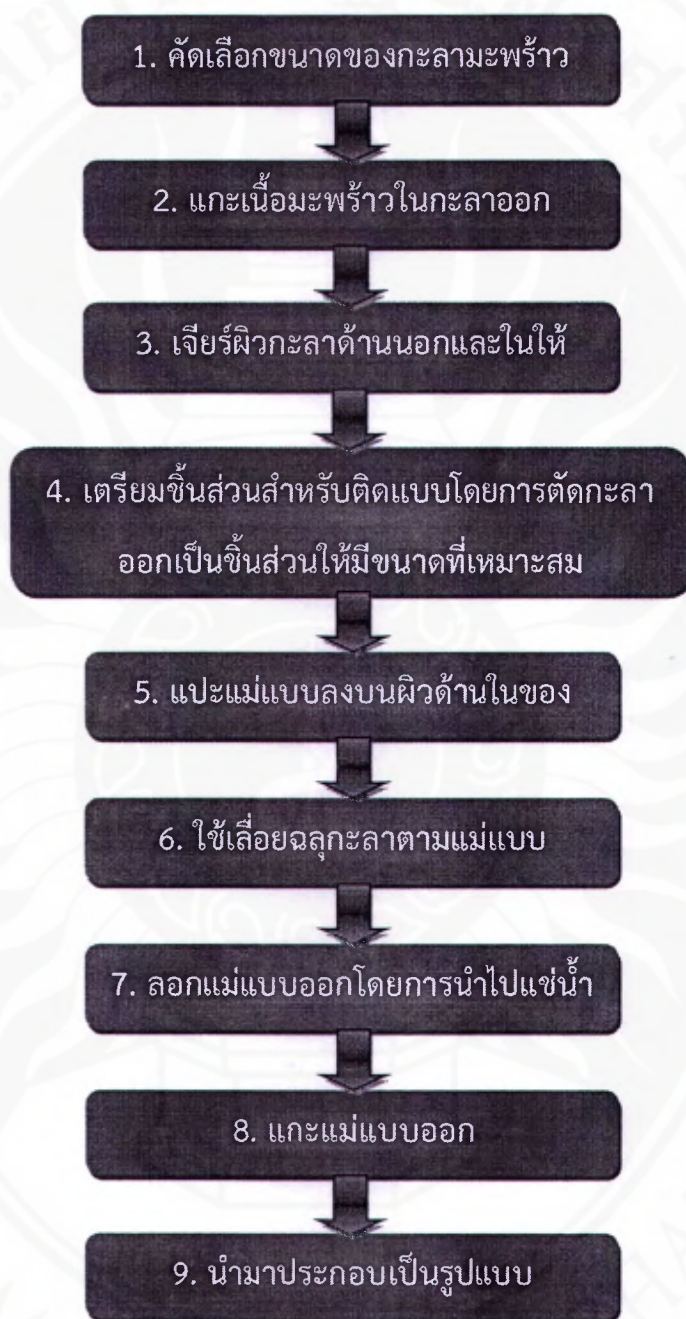 1. คัดเลือกขนาดของกะลามะพร้าว
2. แกะเนื้อมะพร้าวในกะลาออก
3. เจียร์ผิวกะลาด้านนอกและในให้
4. เตรียมชิ้นส่วนสำหรับติดแบบโดยการตัดกะลา
ออกเป็นชิ้นส่วนให้มีขนาดที่เหมาะสม
5. แปะแม่แบบลงบนผิวด้านในของ
6. ใช้เลื่อยฉลุกะลาตามแม่แบบ
7. ลอกแม่แบบออกโดยการนำไปแช่น้ำ
8. แกะแม่แบบออก
9. นำมาประกอบเป็นรูปแบบ